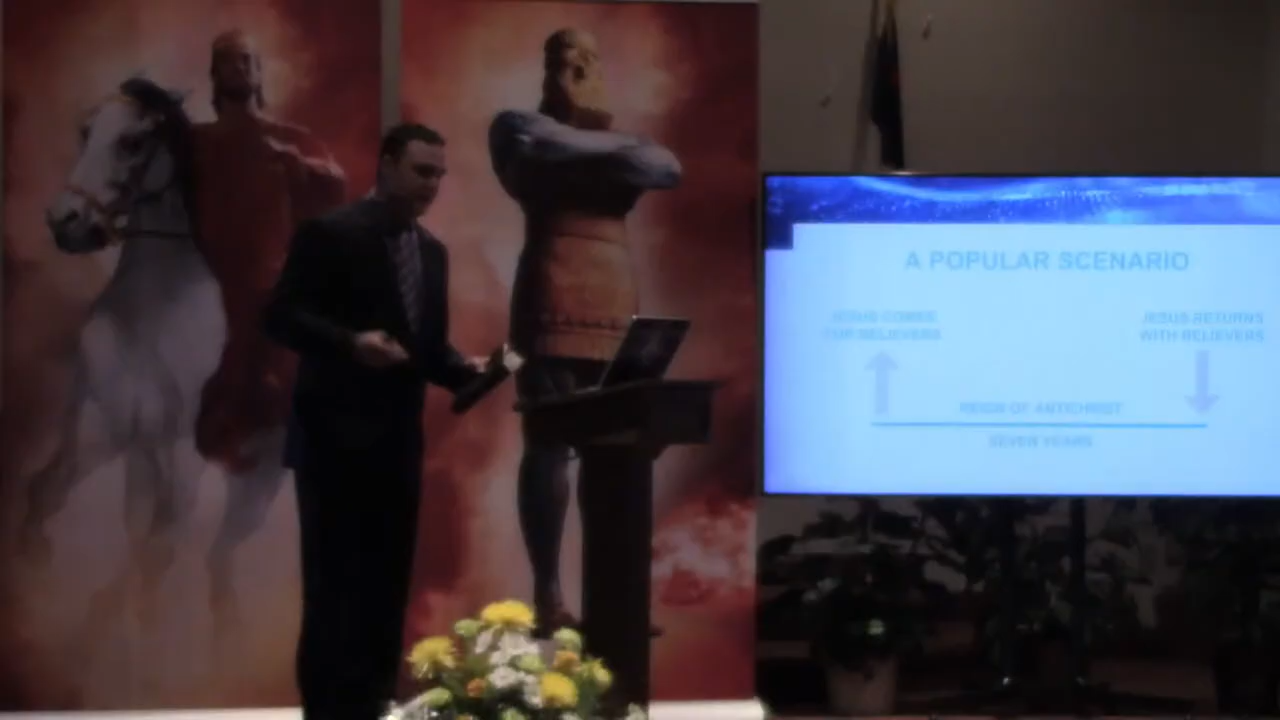 A POPULAR SCENARIO
JESUS COMES
FOR BELIEVERS
JESUS RETURNS
WITH BELIEVERS
REIGN OF ANTICHRIST
SEVEN YEARS